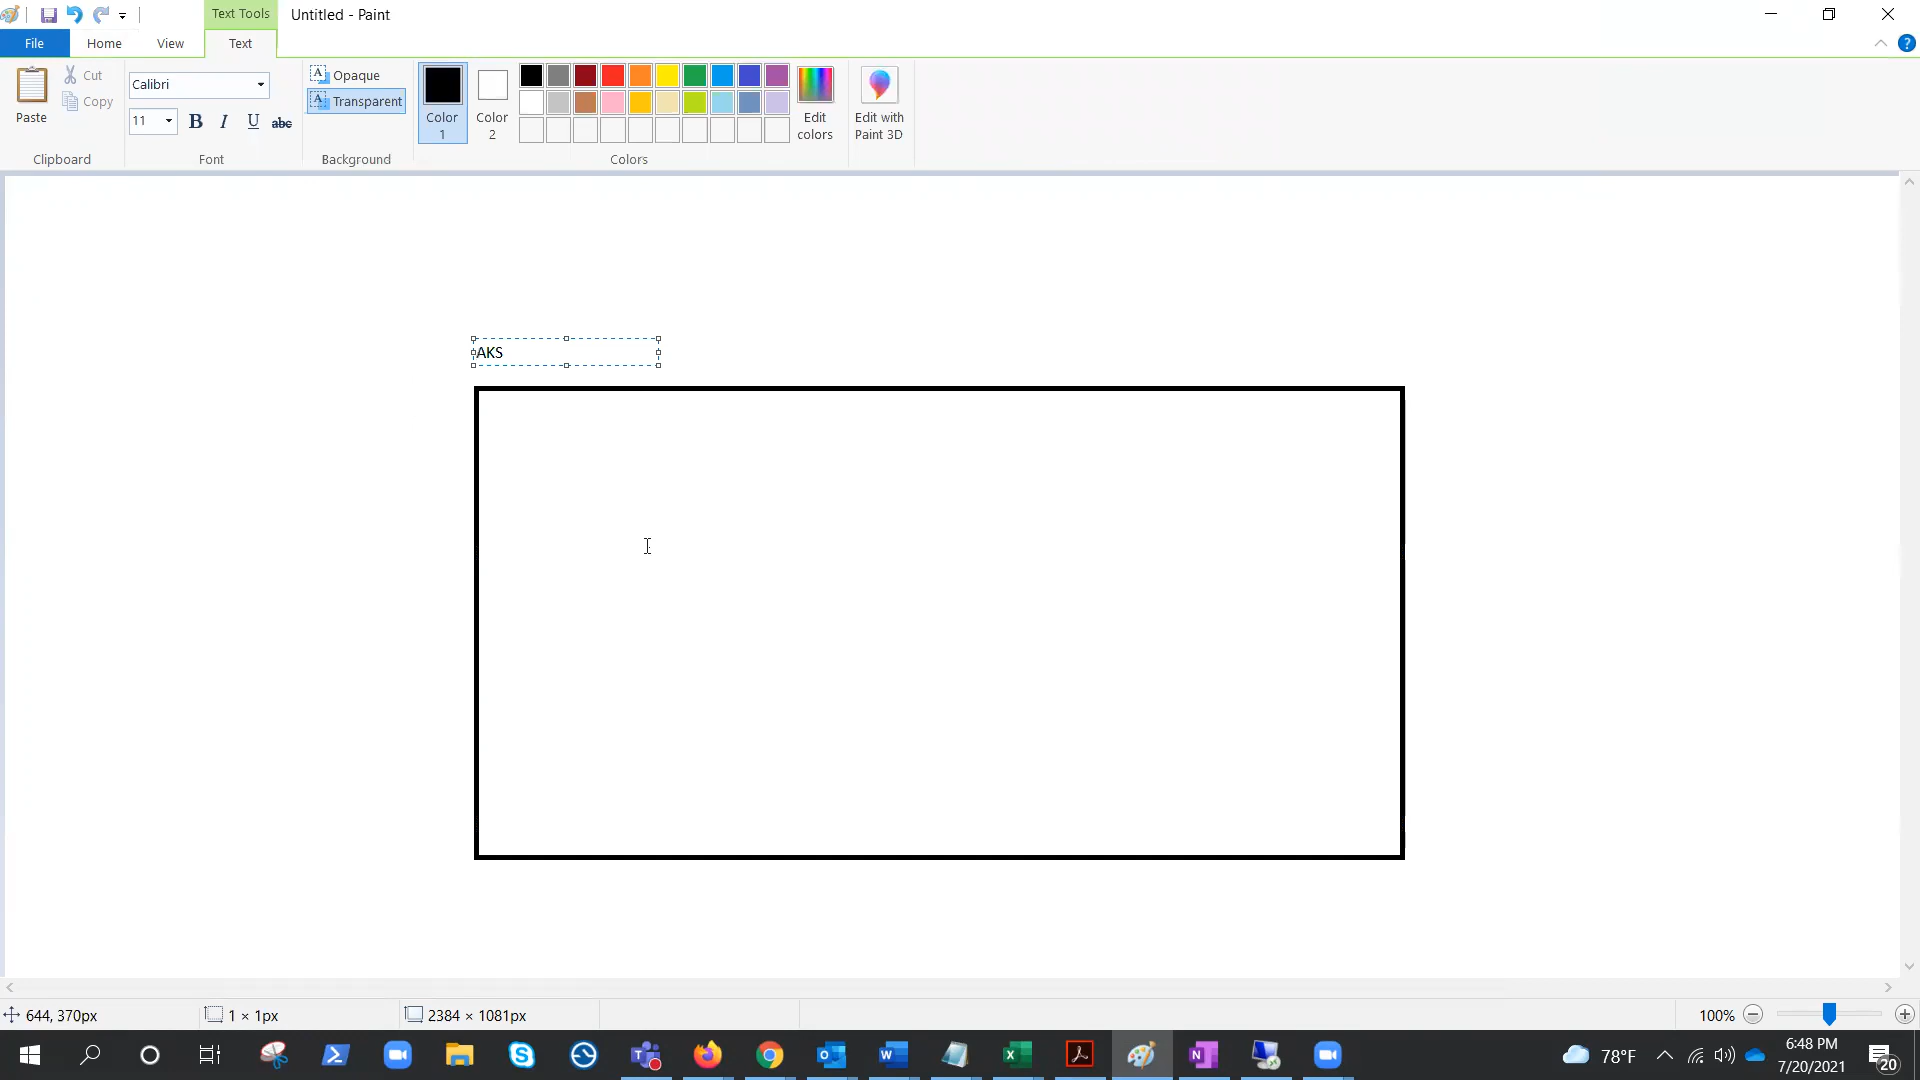 Text Tools
Untitled - Paint
File
Home
View
Text
Paste
Cut
Copy
Clipboard
Calibri
11
B I U abc
Font
Opaque
Transparent
Background
Color 1
Color 2
Edit colors
Colors
Edit with Paint 3D
AKS
644, 370px
1 × 1px
2384 × 1081px
100%
78°F
6:48 PM
7/20/2021
20